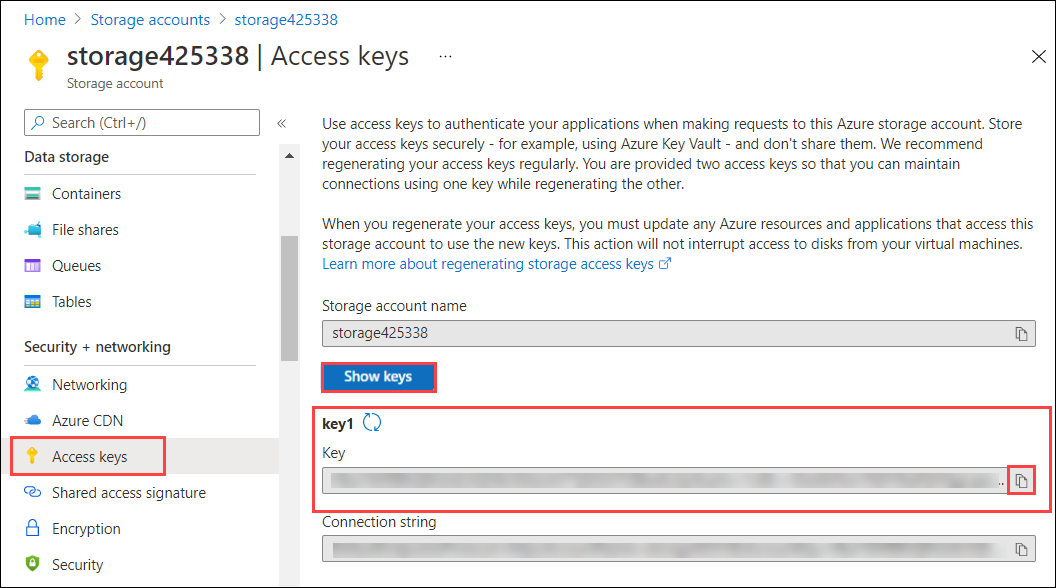 Home > Storage accounts > storage425338
storage425338 | Access keys ...
Storage account
Search (Ctrl+/)
«
Data storage
Containers
File shares
Queues
Tables
Security + networking
Networking
Azure CDN
Access keys
Shared access signature
Encryption
Security
Use access keys to authenticate your applications when making requests to this Azure storage account. Store
your access keys securely - for example, using Azure Key Vault - and don't share them. We recommend
regenerating your access keys regularly. You are provided two access keys so that you can maintain
connections using one key while regenerating the other.
When you regenerate your access keys, you must update any Azure resources and applications that access this
storage account to use the new keys. This action will not interrupt access to disks from your virtual machines.
Learn more about regenerating storage access keys
Storage account name
storage425338
Show keys
key1
Key
Connection string